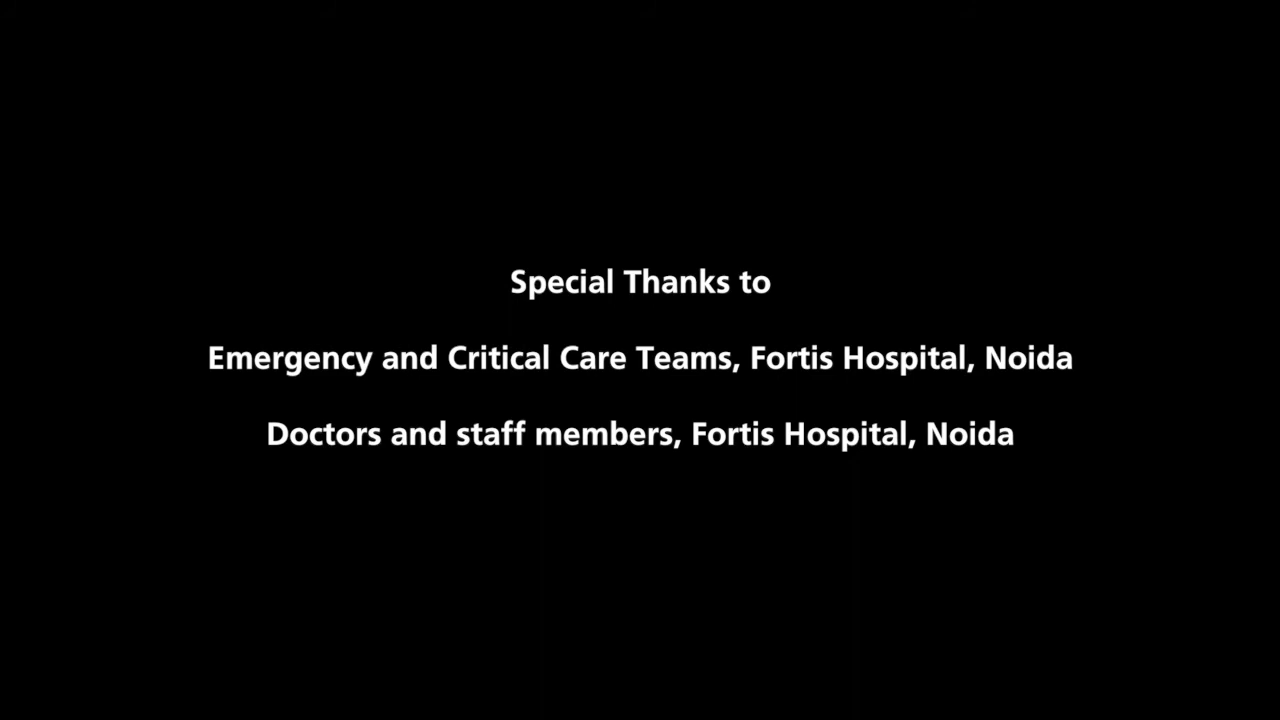 Special Thanks to
Emergency and Critical Care Teams, Fortis Hospital, Noida
Doctors and staff members, Fortis Hospital, Noida